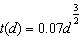 t(d) = 0.07d^{3/2}